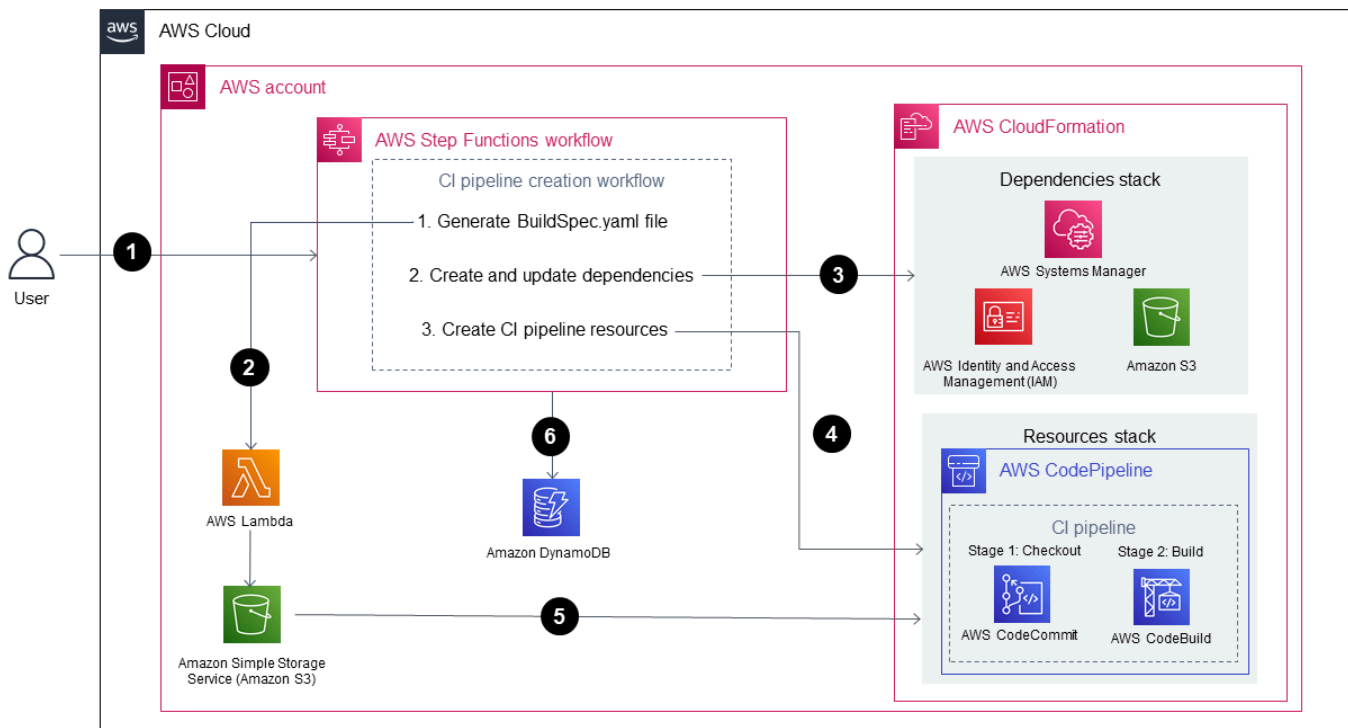 aws
AWS Cloud
AWS account
AWS Step Functions workflow
CI pipeline creation workflow
1. Generate BuildSpec.yaml file
2. Create and update dependencies
3. Create CI pipeline resources
User
1
2
3
4
5
6
AWS Lambda
Amazon Simple Storage
Service (Amazon S3)
Amazon DynamoDB
AWS CloudFormation
Dependencies stack
AWS Systems Manager
AWS Identity and Access
Management (IAM)
Amazon S3
Resources stack
AWS CodePipeline
CI pipeline
Stage 1: Checkout
Stage 2: Build
AWS CodeCommit
AWS CodeBuild